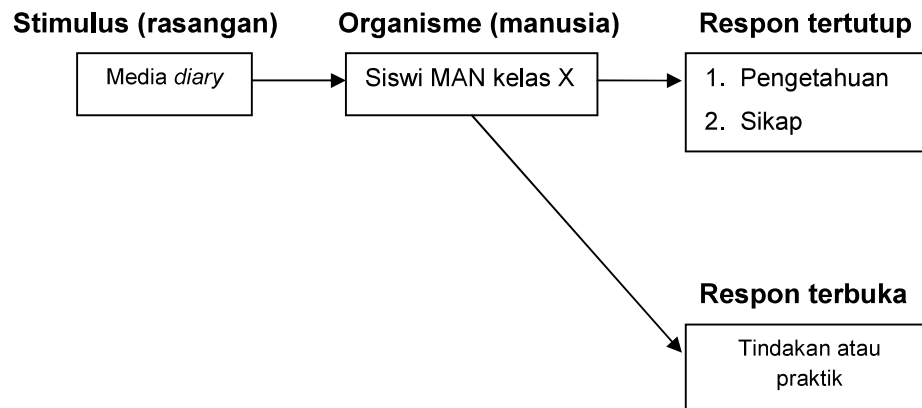 Stimulus (rasangan)
Organisme (manusia)
Respon tertutup
Media diary
Siswi MAN kelas X
1. Pengetahuan
2. Sikap
Respon terbuka
Tindakan atau
praktik